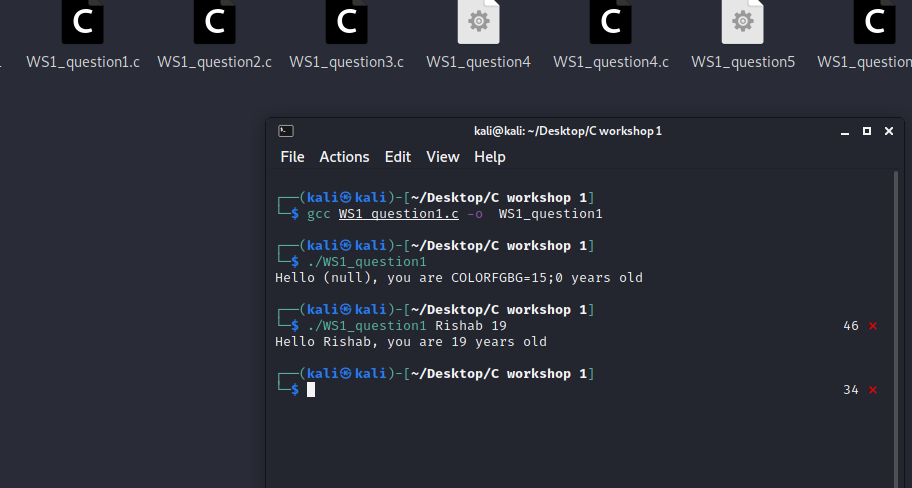 WS1_question1.c WS1_question2.c WS1_question3.c WS1_question4 WS1_question4.c WS1_question5 WS1_question
kali@kali: ~/Desktop/C workshop 1
File Actions Edit View Help
┌──(kali㉿kali)-[~/Desktop/C workshop 1]
└─$ gcc WS1_question1.c -o  WS1_question1
┌──(kali㉿kali)-[~/Desktop/C workshop 1]
└─$ ./WS1_question1
Hello (null), you are COLORFGBG=15;0 years old
┌──(kali㉿kali)-[~/Desktop/C workshop 1]
└─$ ./WS1_question1 Rishab 19 46 ⨯
Hello Rishab, you are 19 years old
┌──(kali㉿kali)-[~/Desktop/C workshop 1]
└─$ 34 ⨯